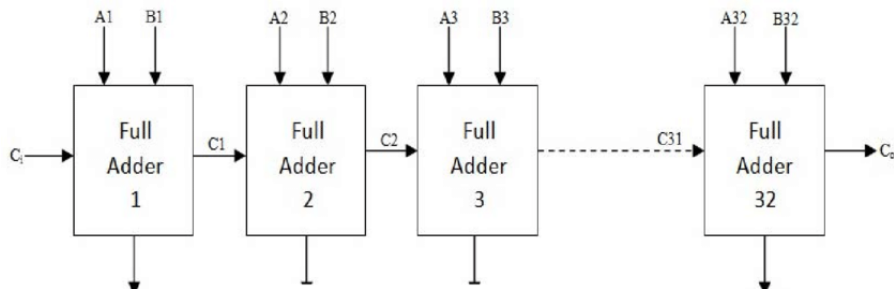 A1 B1 A2 B2 A3 B3 A32 B32
Ci C1 C2 C31 Co
Full Adder 1
Full Adder 2
Full Adder 3
Full Adder 32